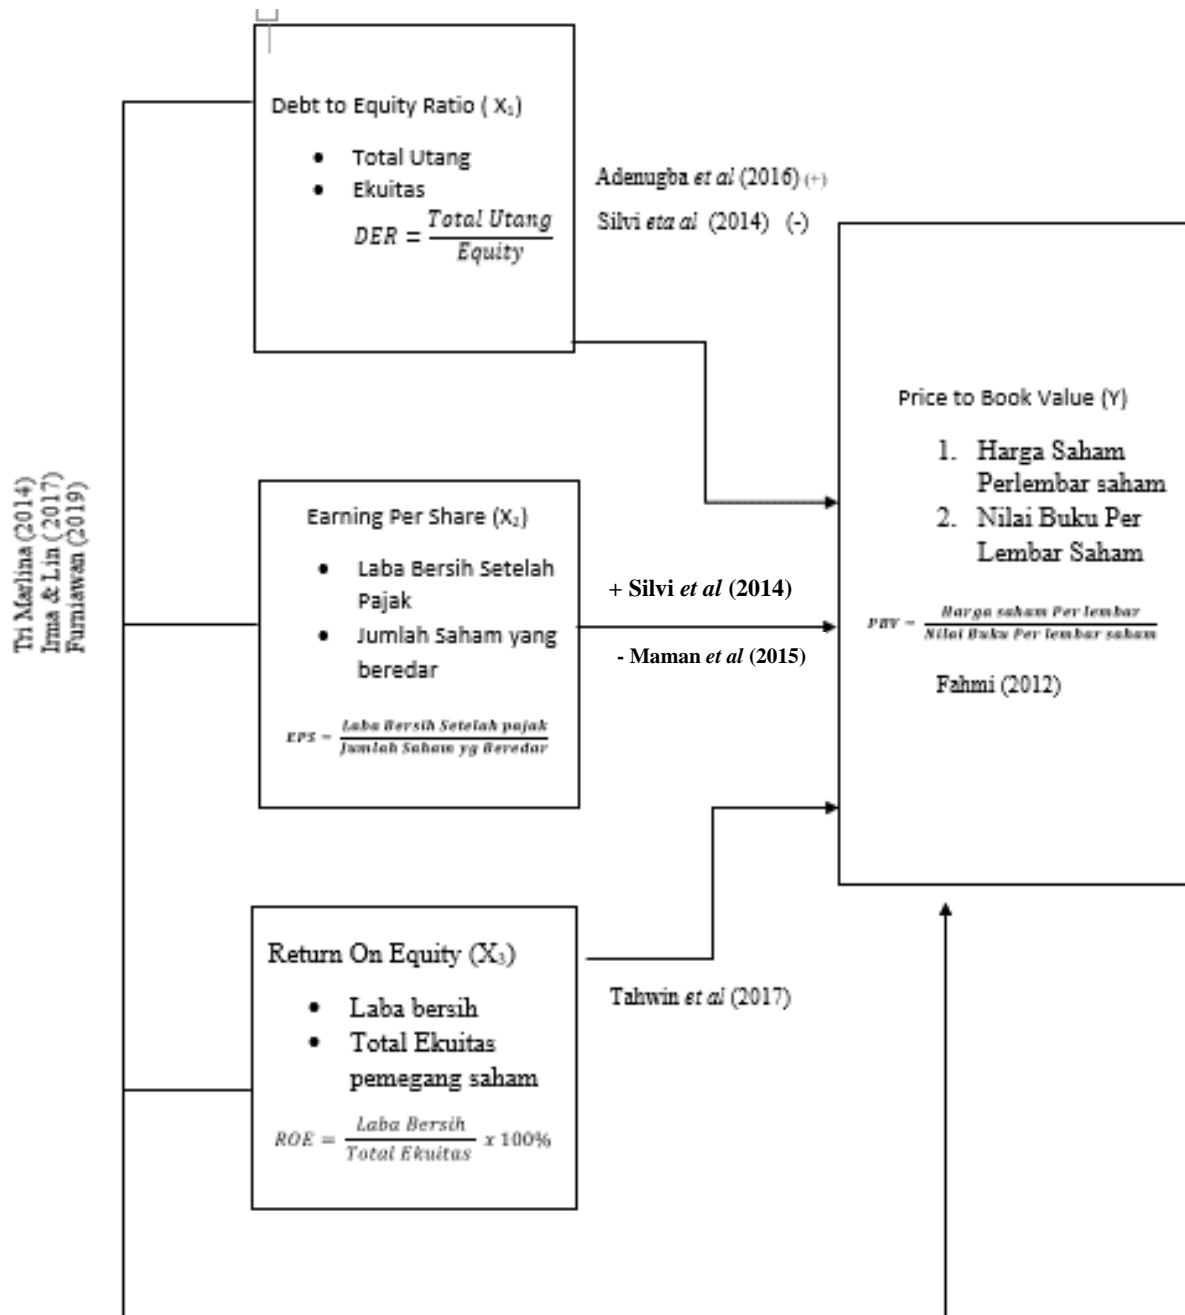 Debt to Equity Ratio ( X₁)
• Total Utang
• Ekuitas
DER = Total Utang / Equity
Adenugba et al (2016) (+)
Silvi eta al (2014) (-)
Tri Marlina (2014)
Irma & Lin (2017)
Furniawan (2019)
Earning Per Share (X₂)
• Laba Bersih Setelah
Pajak
• Jumlah Saham yang
beredar
EPS = Laba Bersih Setelah pajak / Jumlah Saham yg Beredar
+ Silvi et al (2014)
- Maman et al (2015)
Price to Book Value (Y)
1. Harga Saham
Perlembar saham
2. Nilai Buku Per
Lembar Saham
PBV = Harga saham Per lembar / Nilai Buku Per lembar saham
Fahmi (2012)
Return On Equity (X₃)
• Laba bersih
• Total Ekuitas
pemegang saham
ROE = Laba Bersih / Total Ekuitas x 100%
Tahwin et al (2017)